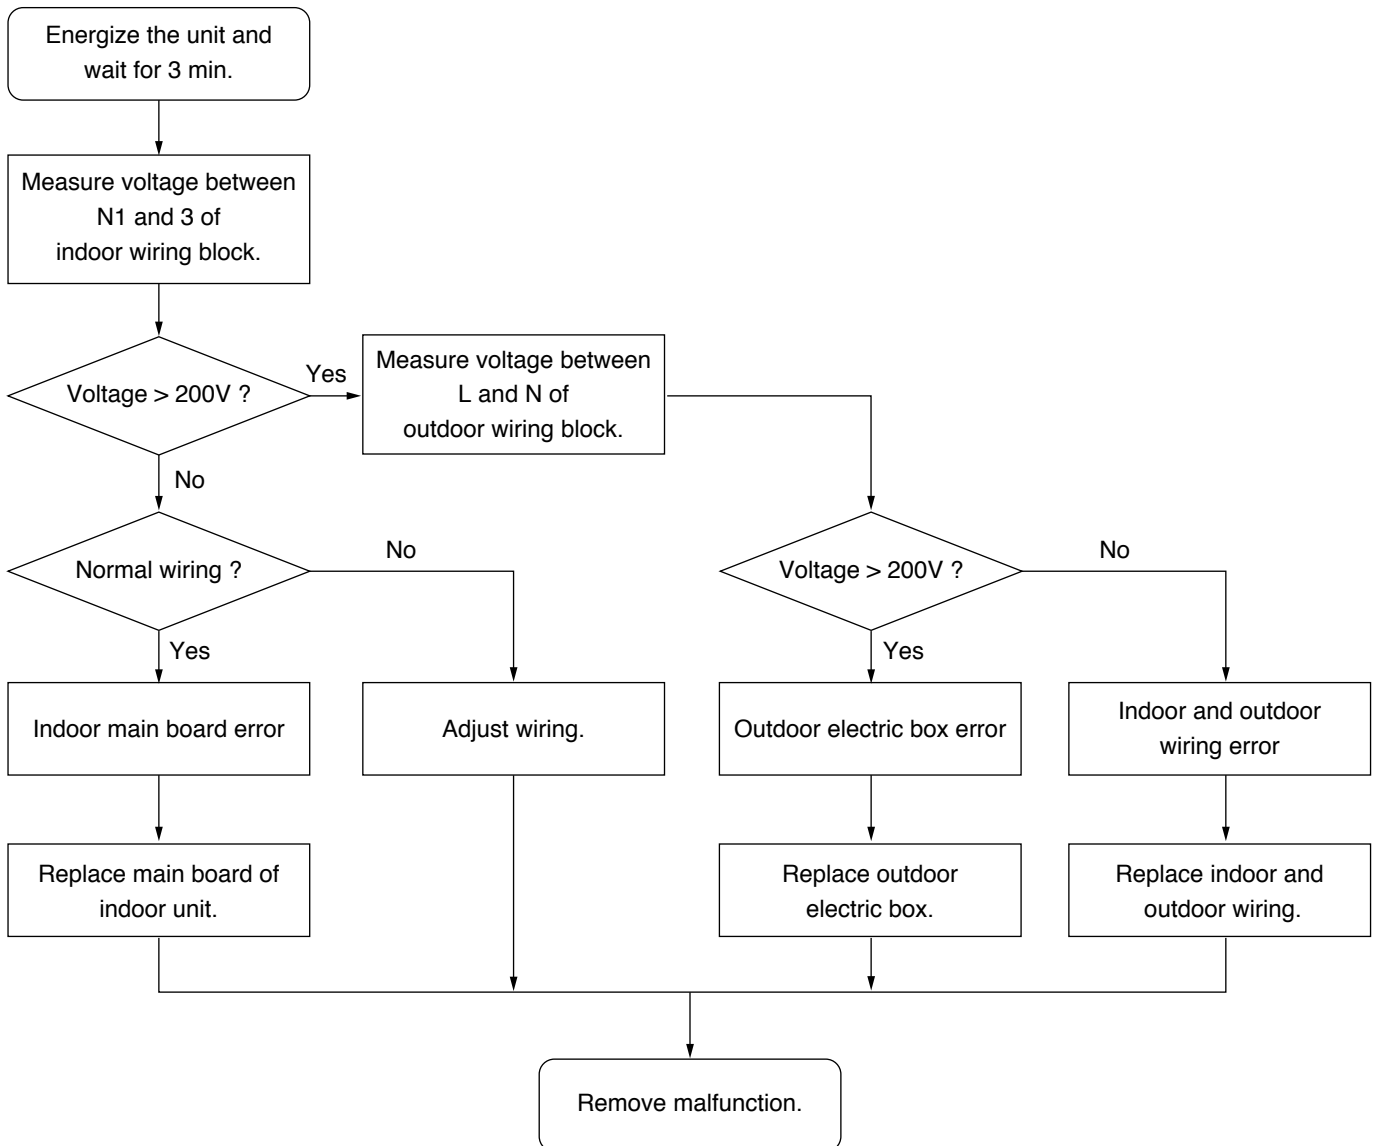 Energize the unit and
wait for 3 min.
Measure voltage between
N1 and 3 of
indoor wiring block.
Voltage > 200V ?
Yes
Measure voltage between
L and N of
outdoor wiring block.
No
Normal wiring ?
No
Voltage > 200V ?
No
Yes
Yes
Indoor main board error
Adjust wiring.
Outdoor electric box error
Indoor and outdoor
wiring error
Replace main board of
indoor unit.
Replace outdoor
electric box.
Replace indoor and
outdoor wiring.
Remove malfunction.